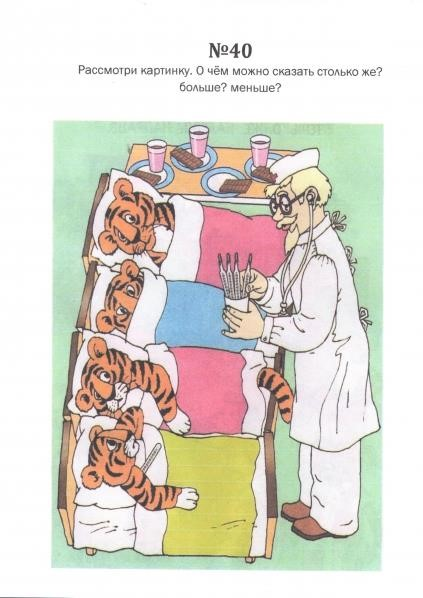 №40
Рассмотри картинку. О чём можно сказать столько же?
больше? меньше?